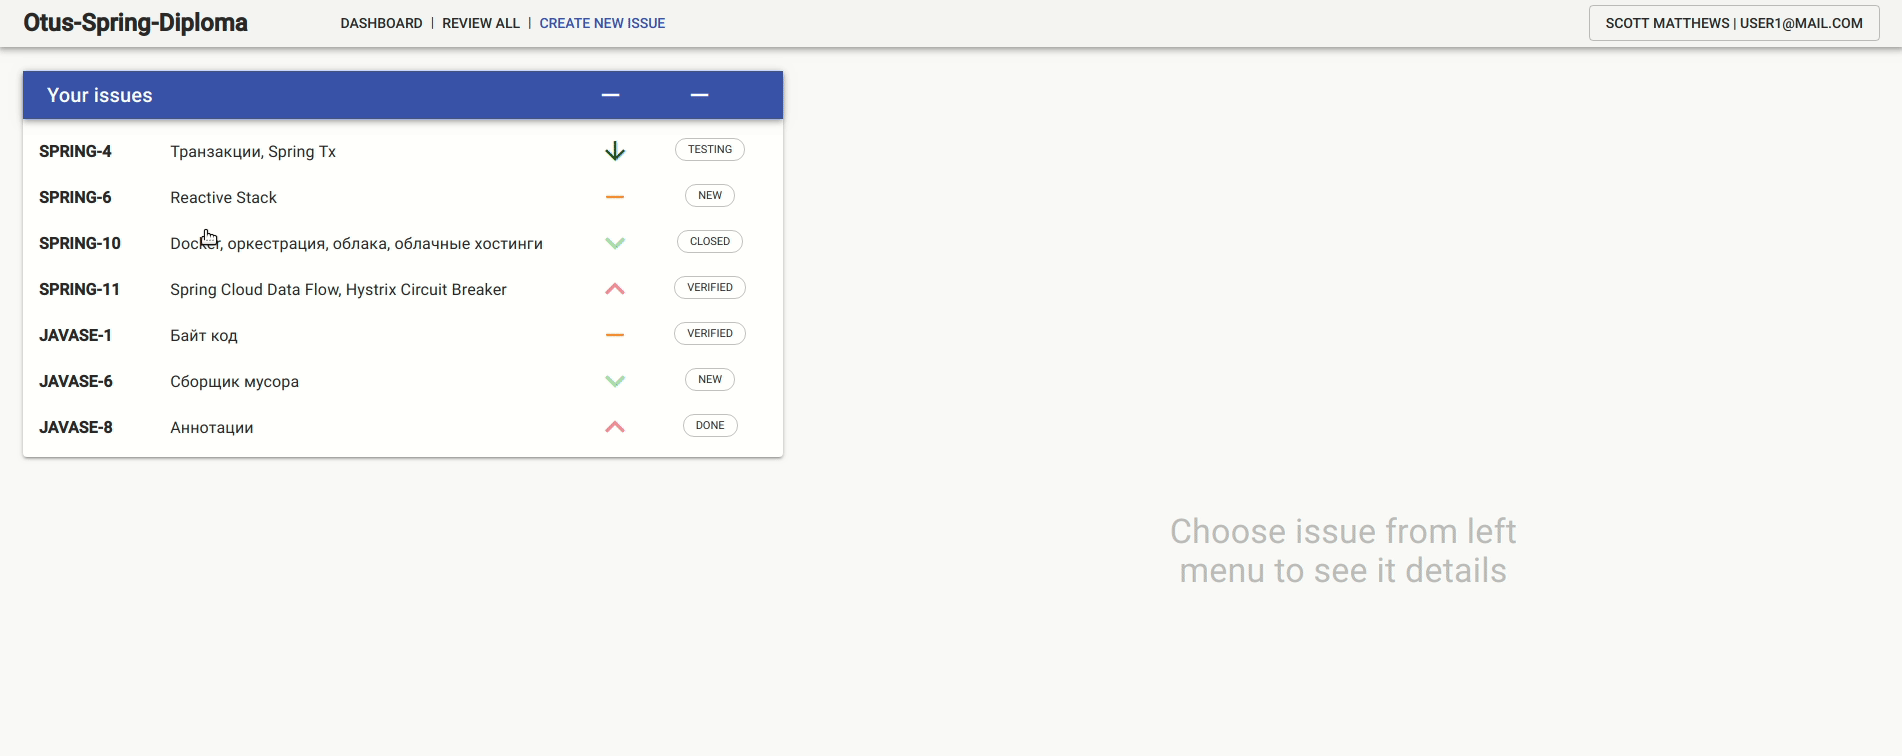 Otus-Spring-Diploma DASHBOARD | REVIEW ALL | CREATE NEW ISSUE SCOTT MATTHEWS | USER1@MAIL.COM
Your issues
SPRING-4 Транзакции, Spring Tx TESTING
SPRING-6 Reactive Stack NEW
SPRING-10 Docker, оркестрация, облака, облачные хостинги CLOSED
SPRING-11 Spring Cloud Data Flow, Hystrix Circuit Breaker VERIFIED
JAVASE-1 Байт код VERIFIED
JAVASE-6 Сборщик мусора NEW
JAVASE-8 Аннотации DONE
Choose issue from left
menu to see it details